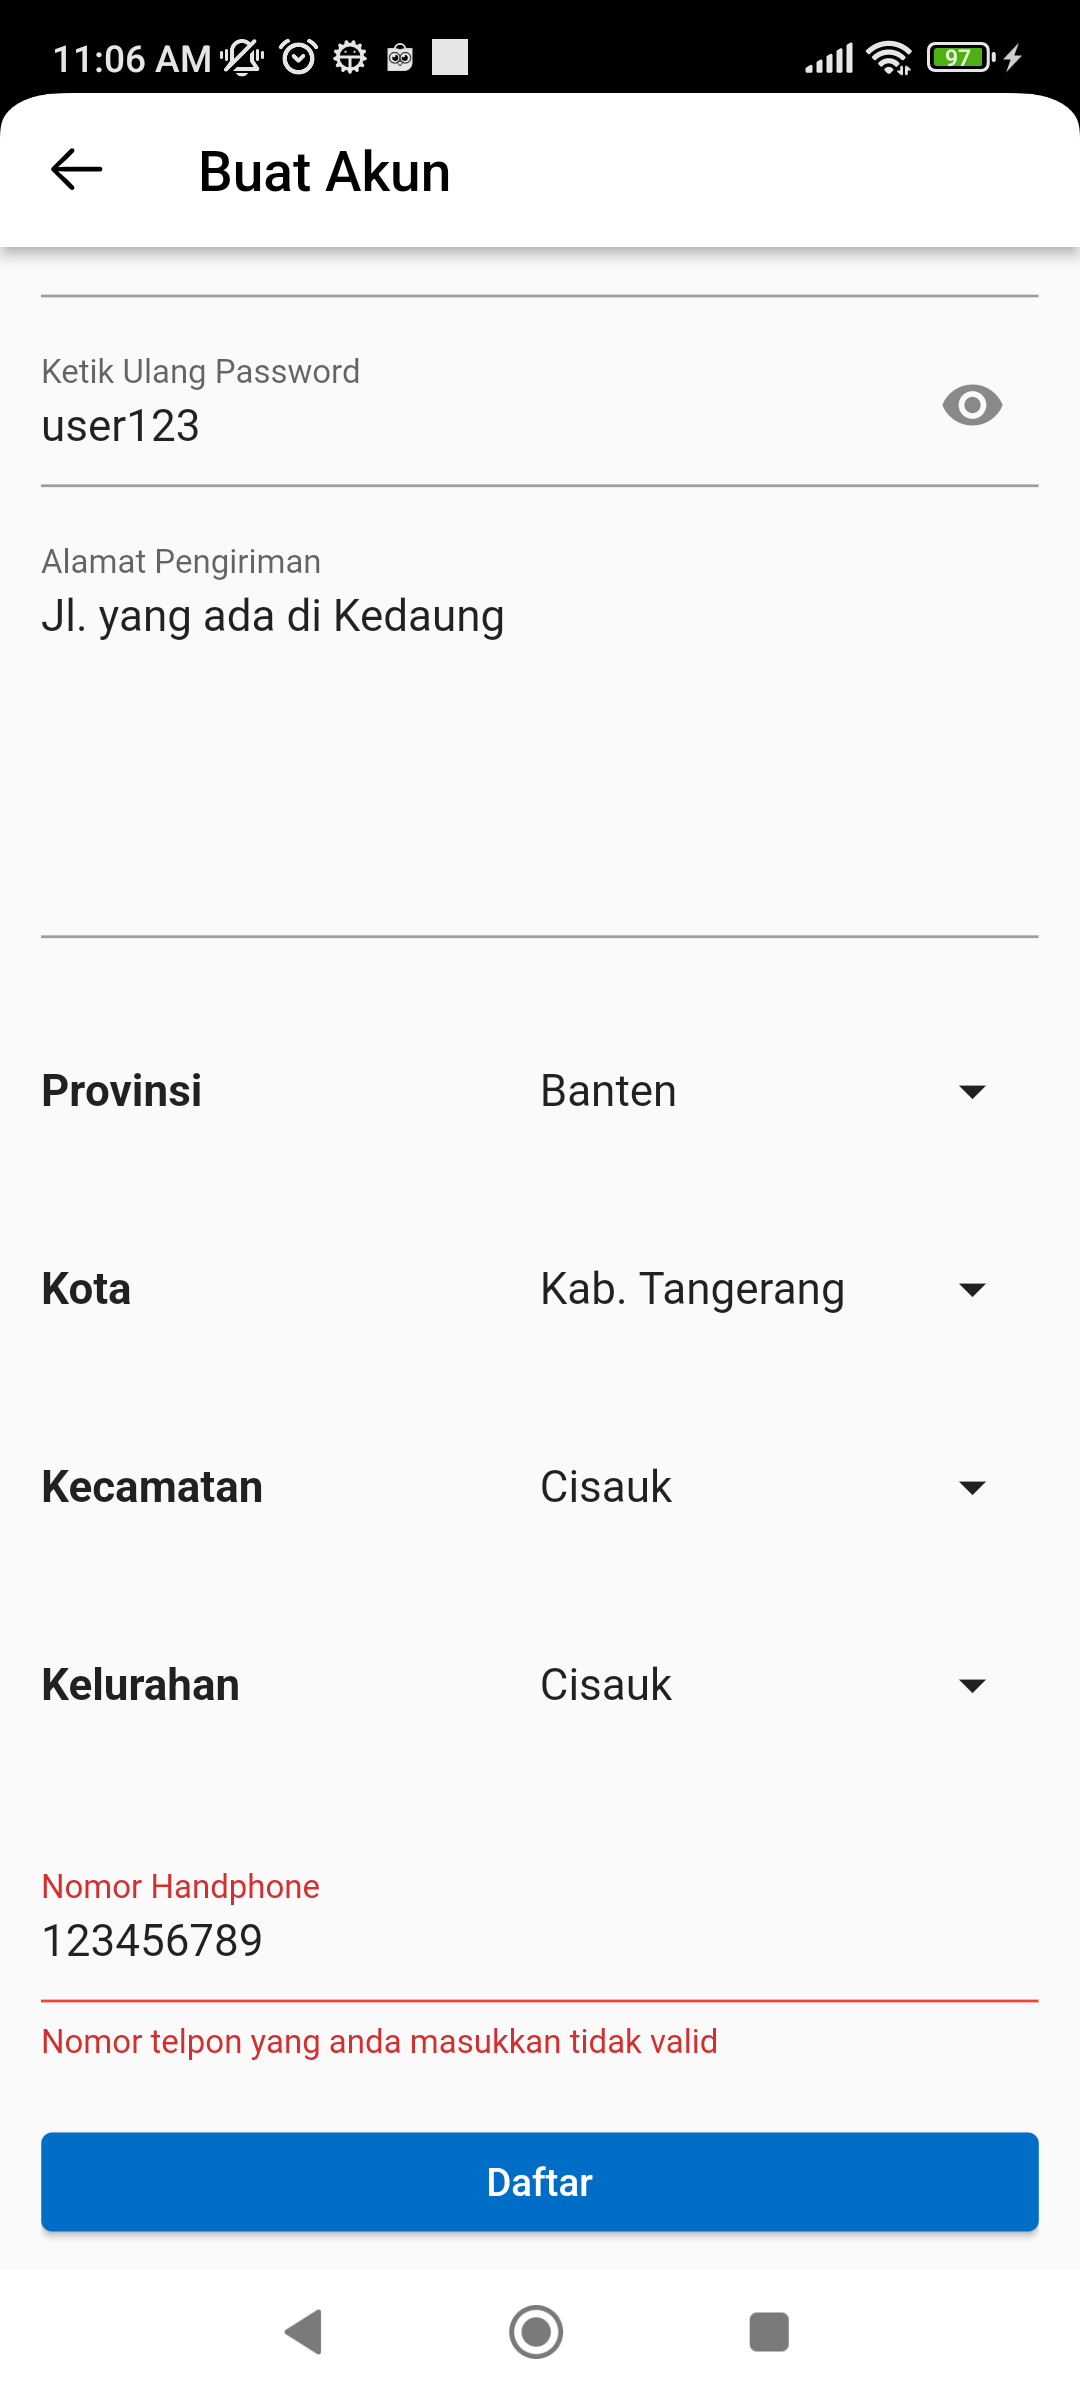 11:06 AM
97
Buat Akun
Ketik Ulang Password
user123
Alamat Pengiriman
Jl. yang ada di Kedaung
Provinsi Banten
Kota Kab. Tangerang
Kecamatan Cisauk
Kelurahan Cisauk
Nomor Handphone
123456789
Nomor telpon yang anda masukkan tidak valid
Daftar